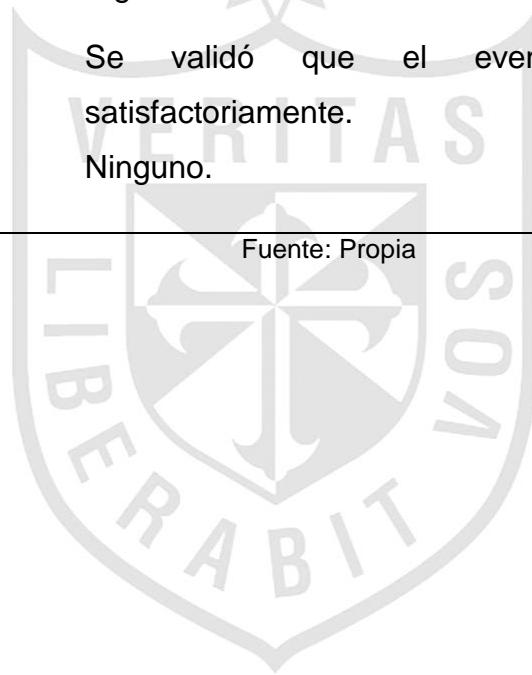 Se validó que el
satisfactoriamente.
Ninguno.
Fuente: Propia
VERITAS
LIBERABIT VOS